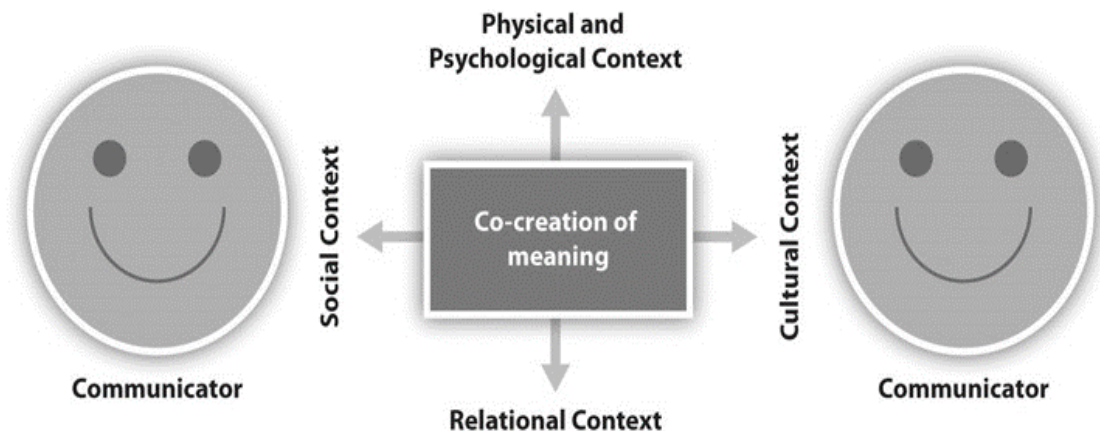 Physical and
Psychological Context
Social Context
Co-creation of
meaning
Cultural Context
Communicator
Relational Context
Communicator